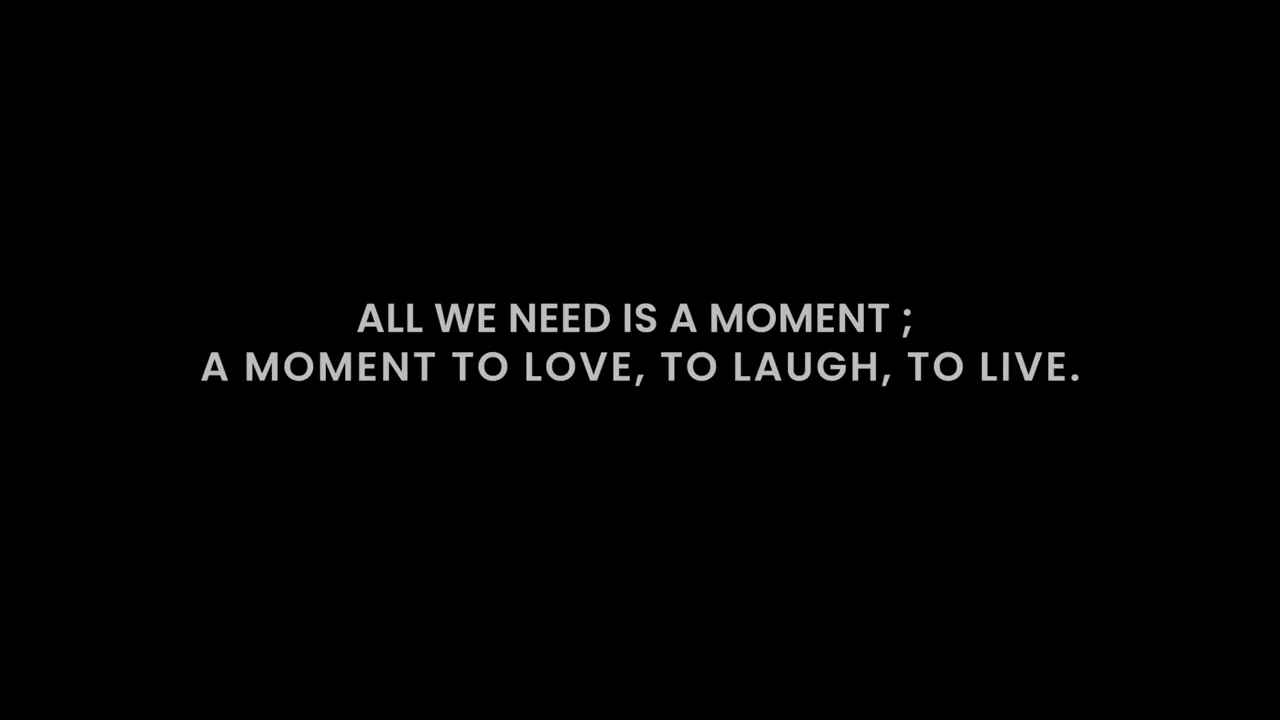 ALL WE NEED IS A MOMENT ;
A MOMENT TO LOVE, TO LAUGH, TO LIVE.